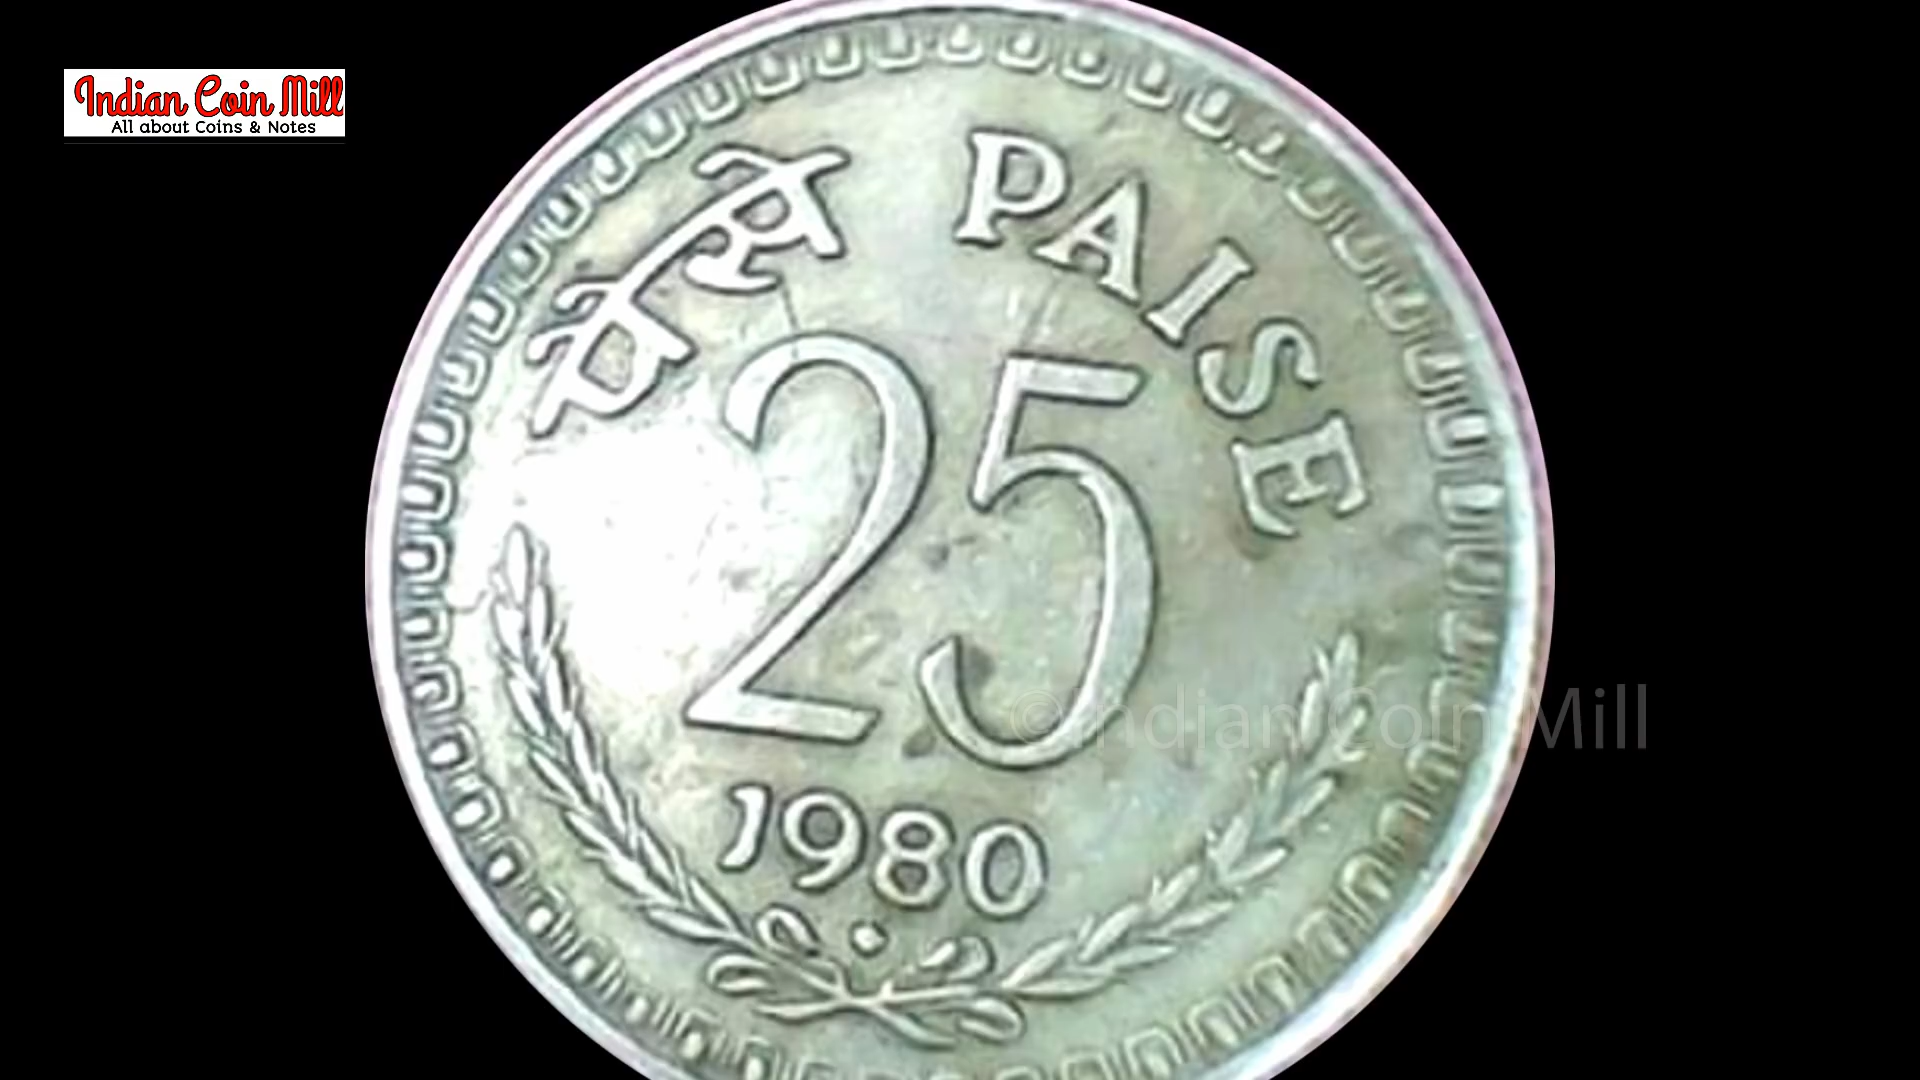 Indian Coin Mill
All about Coins & Notes
पैसे PAISE
25
1980
©Indian Coin Mill